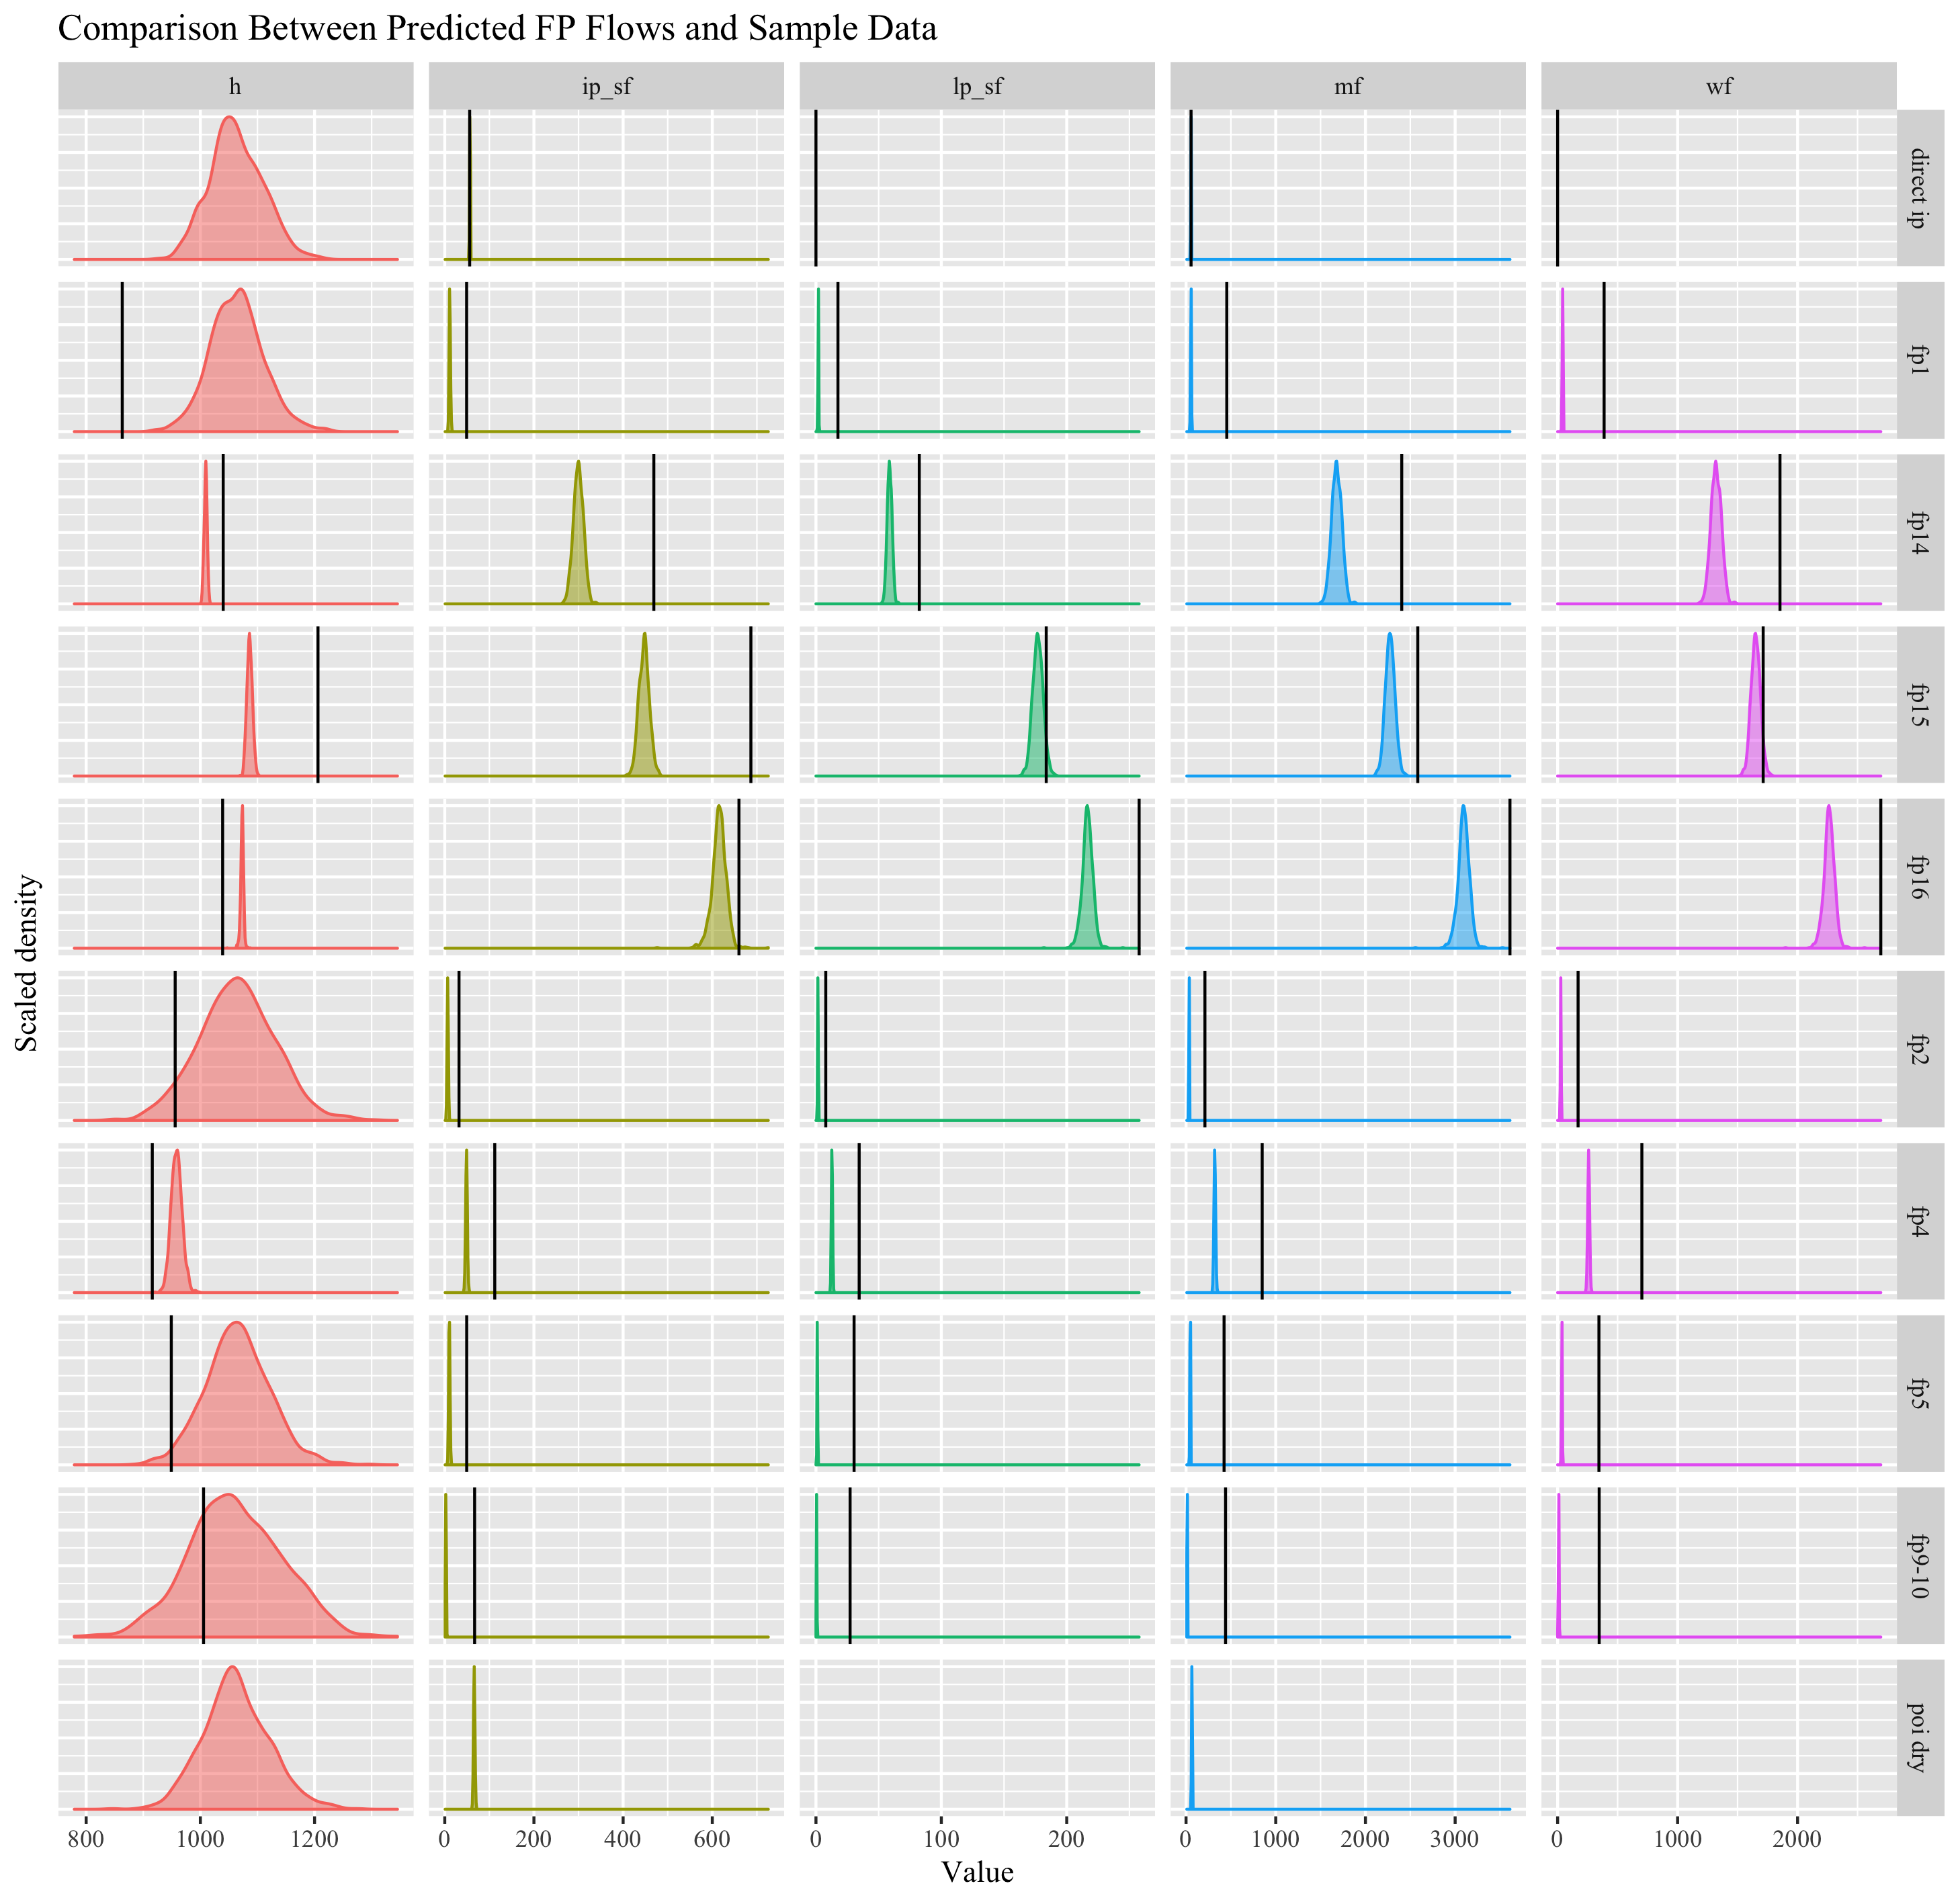 Comparison Between Predicted FP Flows and Sample Data
h ip_sf lp_sf mf wf
direct ip
fp1
fp14
fp15
fp16
fp2
fp4
fp5
fp9-10
poi dry
Scaled density
800 1000 1200 0 200 400 600 0 100 200 0 1000 2000 3000 0 1000 2000
Value